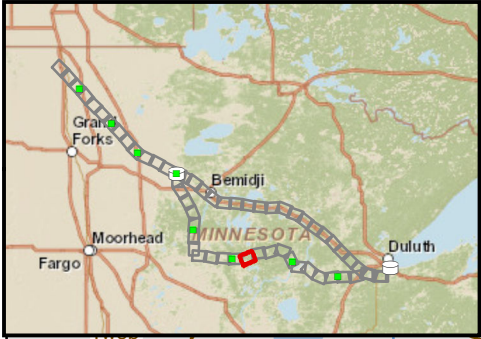 Grand
Forks
Bemidji
MINNESOTA
Moorhead
Duluth
Fargo